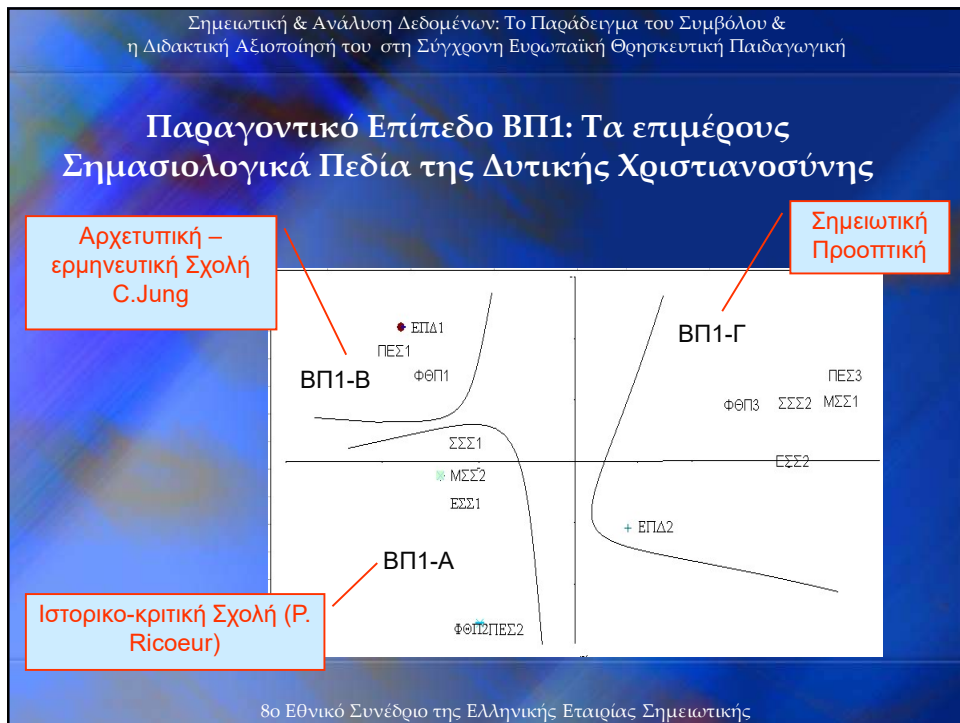 Σημειωτική & Ανάλυση Δεδομένων: Το Παράδειγμα του Συμβόλου &
η Διδακτική Αξιοποίησή του στη Σύγχρονη Ευρωπαϊκή Θρησκευτική Παιδαγωγική
Παραγοντικό Επίπεδο ΒΠ1: Τα επιμέρους
Σημασιολογικά Πεδία της Δυτικής Χριστιανοσύνης
Αρχετυπική –
ερμηνευτική Σχολή
C.Jung
Σημειωτική
Προοπτική
ΕΠΔ1
ΠΕΣ1
ΦΘΠ1
ΒΠ1-Β
ΒΠ1-Γ
ΠΕΣ3
ΦΘΠ3 ΣΣΣ2 ΜΣΣ1
ΣΣΣ1
ΜΣΣ2
ΕΣΣ1
ΕΣΣ2
ΕΠΔ2
ΒΠ1-Α
Ιστορικο-κριτική Σχολή (P.
Ricoeur)
ΦΘΠ2ΠΕΣ2
8ο Εθνικό Συνέδριο της Ελληνικής Εταιρίας Σημειωτικής